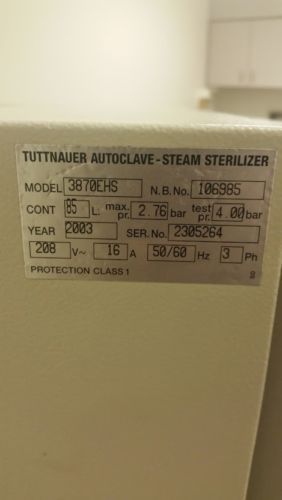 TUTTNAUER AUTOCLAVE-STEAM STERILIZER
MODEL 3870EHS N.B.No. 106985
CONT 85 L. max. pr. 2.76 bar test pr. 4.00 bar
YEAR 2003 SER.No. 2305264
208 V~ 16 A 50/60 Hz 3 Ph
PROTECTION CLASS 1 9